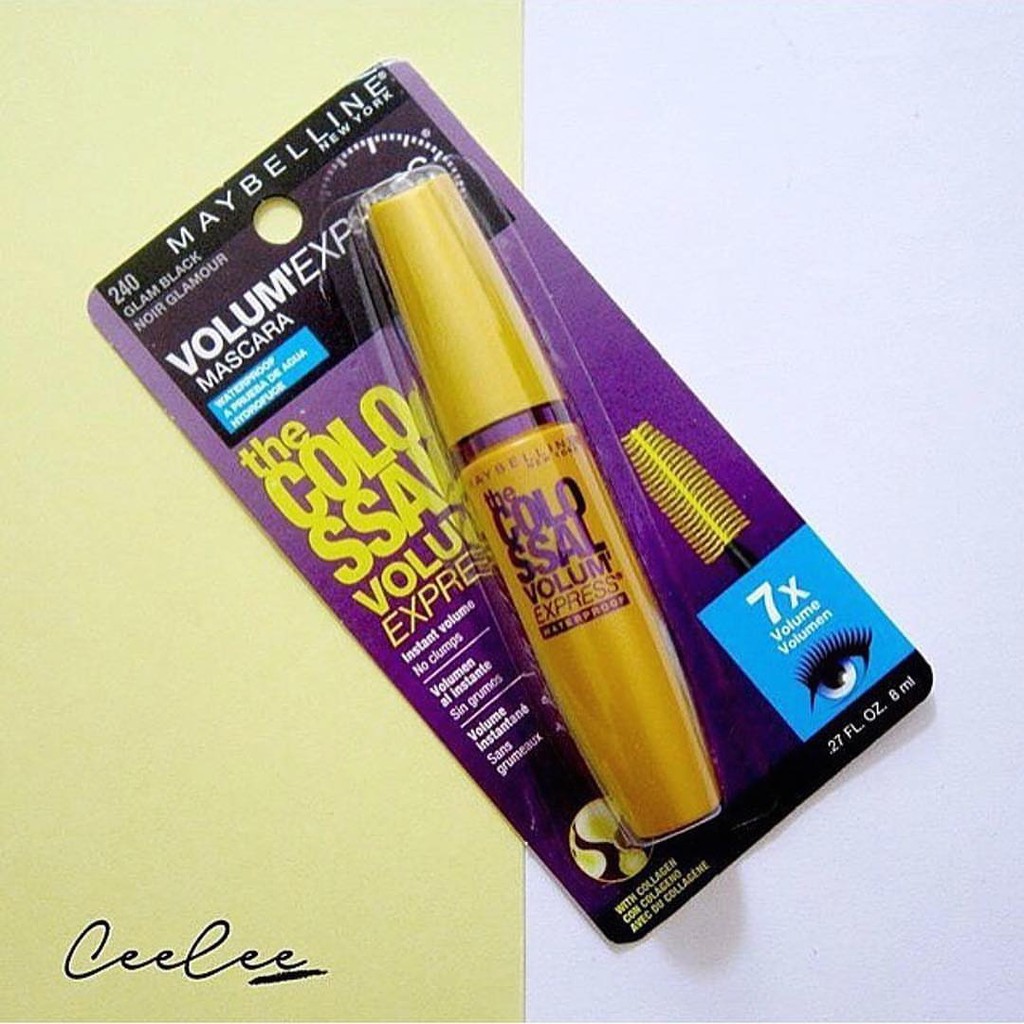 MAYBELLINE®
NEW YORK
240
GLAM BLACK
NOIR GLAMOUR
VOLUM'EXP
MASCARA
WATERPROOF
A PRUEBA DE AGUA
HYDROFUGE
the
COLO
SSAL
VOLU
EXPRE
Instant volume
No clumps
Volumen
al instante
Sin grumos
Volume
instantané
Sans
grumeaux
MAYBELLINE
NEW YORK
the
COLO
SSAL
VOLUM'
EXPRESS®
WATERPROOF
7x
Volume
Volumen
.27 FL. OZ. 8 ml
WITH COLLAGEN
CON COLÁGENO
AVEC DU COLLAGÈNE
CeeCee